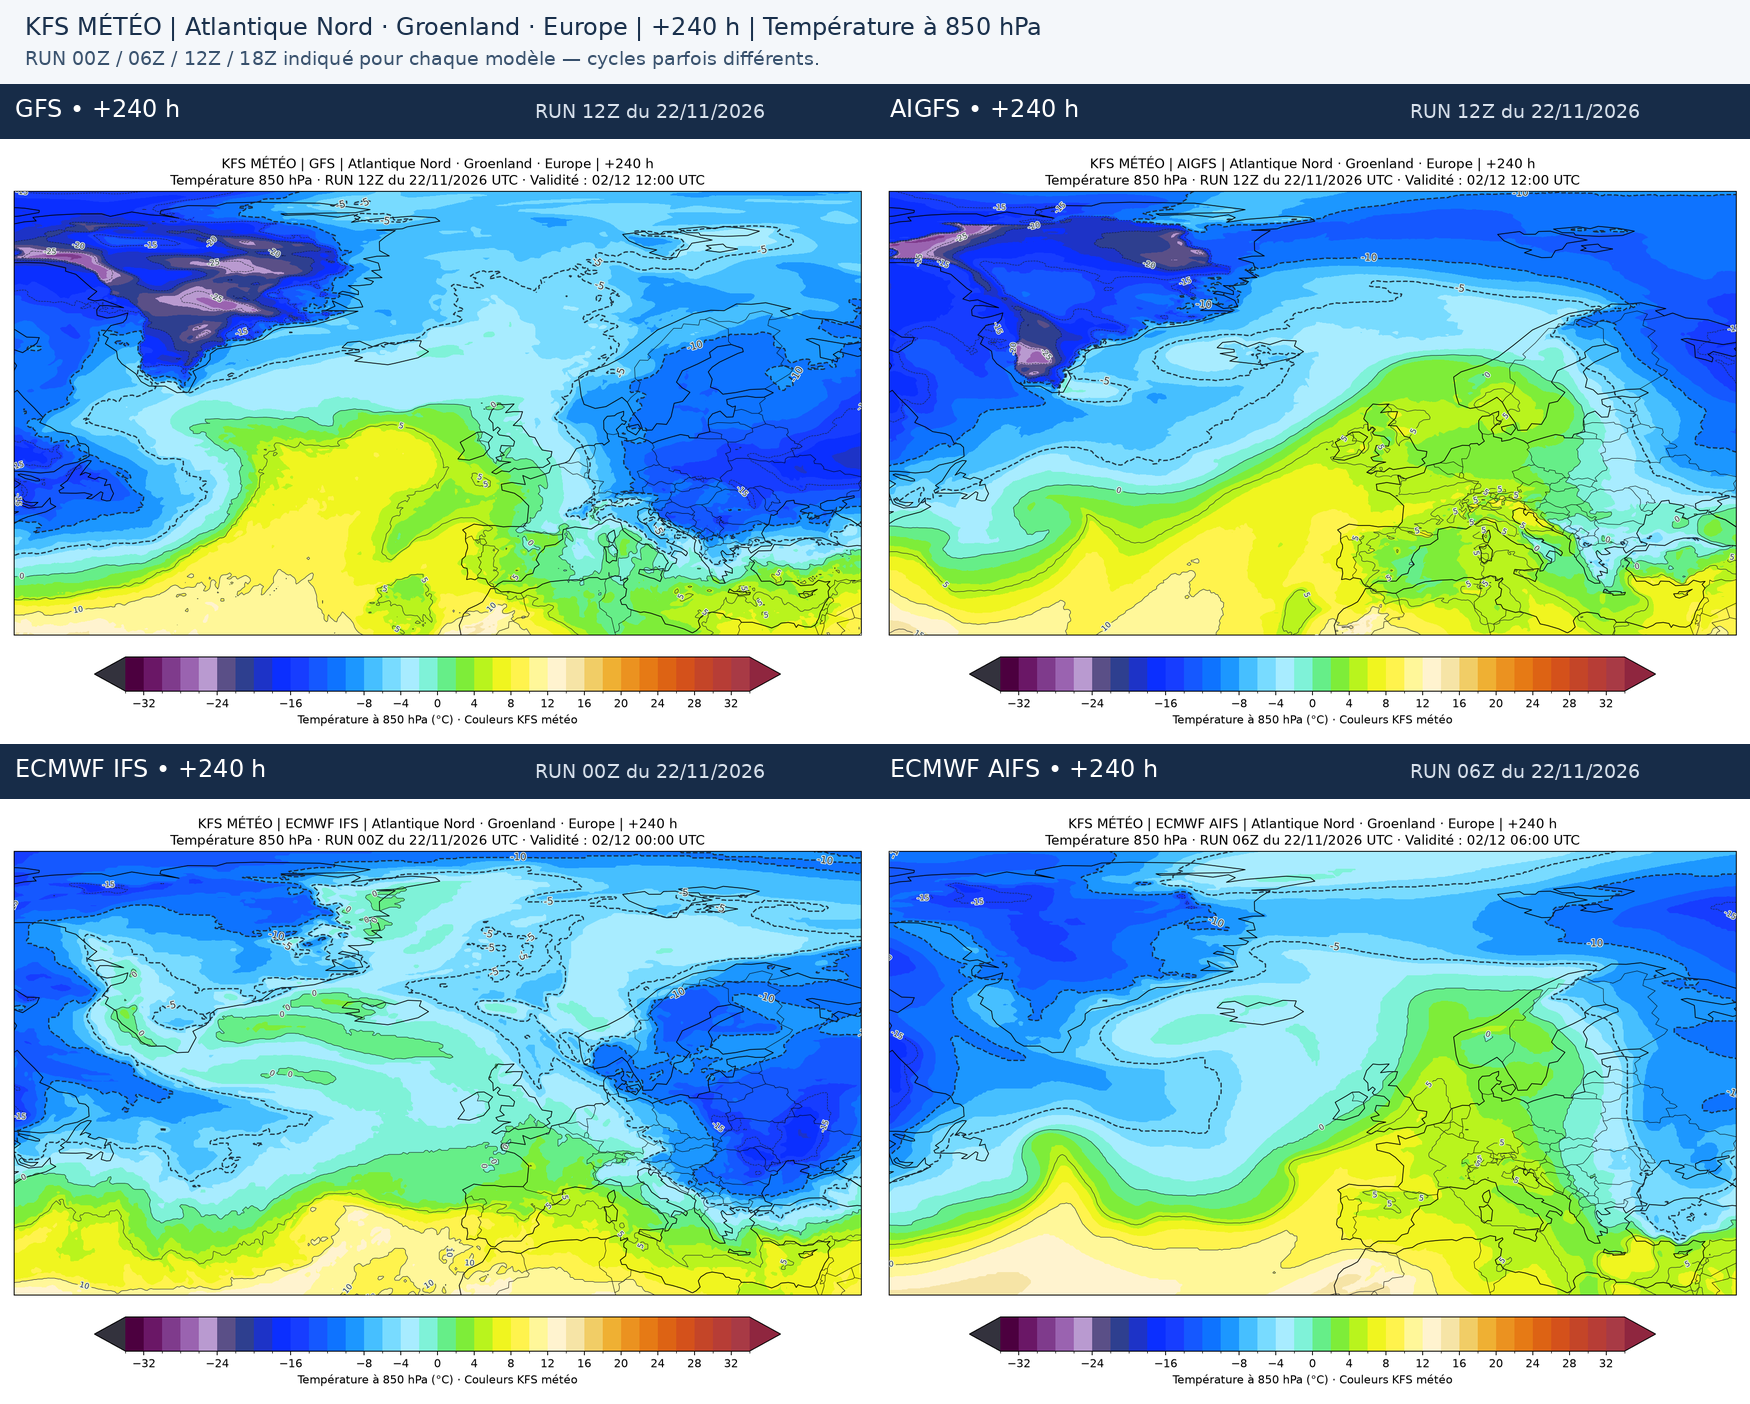 KFS MÉTÉO | Atlantique Nord · Groenland · Europe | +240 h | Température à 850 hPa
RUN 00Z / 06Z / 12Z / 18Z indiqué pour chaque modèle — cycles parfois différents.
GFS • +240 h
RUN 12Z du 22/11/2026
KFS MÉTÉO | GFS | Atlantique Nord · Groenland · Europe | +240 h
Température 850 hPa · RUN 12Z du 22/11/2026 UTC · Validité : 02/12 12:00 UTC
−32 −24 −16 −8 −4 0 4 8 12 16 20 24 28 32
Température à 850 hPa (°C) · Couleurs KFS météo
AIGFS • +240 h
RUN 12Z du 22/11/2026
KFS MÉTÉO | AIGFS | Atlantique Nord · Groenland · Europe | +240 h
Température 850 hPa · RUN 12Z du 22/11/2026 UTC · Validité : 02/12 12:00 UTC
−32 −24 −16 −8 −4 0 4 8 12 16 20 24 28 32
Température à 850 hPa (°C) · Couleurs KFS météo
ECMWF IFS • +240 h
RUN 00Z du 22/11/2026
KFS MÉTÉO | ECMWF IFS | Atlantique Nord · Groenland · Europe | +240 h
Température 850 hPa · RUN 00Z du 22/11/2026 UTC · Validité : 02/12 00:00 UTC
−32 −24 −16 −8 −4 0 4 8 12 16 20 24 28 32
Température à 850 hPa (°C) · Couleurs KFS météo
ECMWF AIFS • +240 h
RUN 06Z du 22/11/2026
KFS MÉTÉO | ECMWF AIFS | Atlantique Nord · Groenland · Europe | +240 h
Température 850 hPa · RUN 06Z du 22/11/2026 UTC · Validité : 02/12 06:00 UTC
−32 −24 −16 −8 −4 0 4 8 12 16 20 24 28 32
Température à 850 hPa (°C) · Couleurs KFS météo